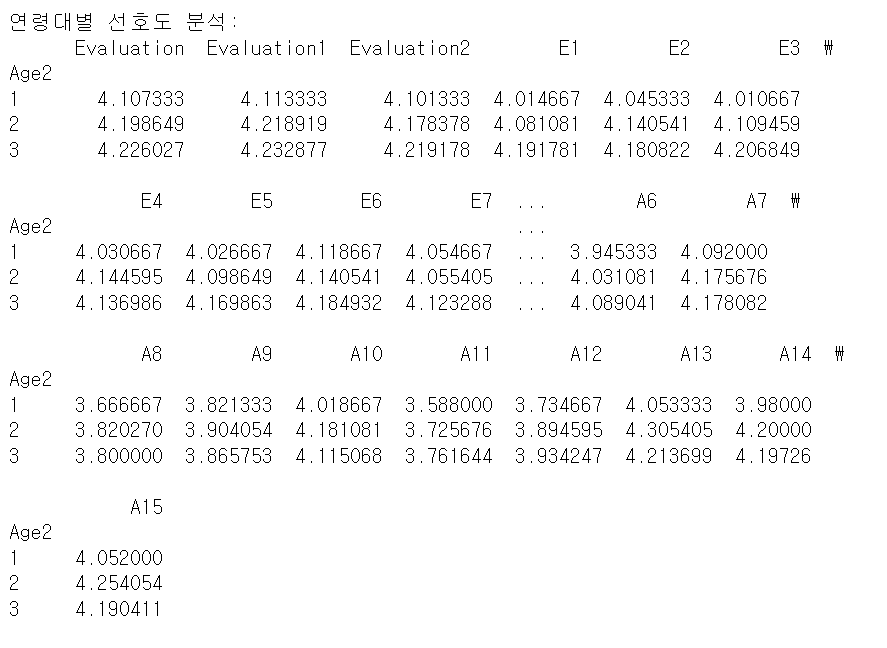 연령대별 선호도 분석:
Evaluation Evaluation1 Evaluation2 E1 E2 E3 ₩
Age2
1 4.107333 4.113333 4.101333 4.014667 4.045333 4.010667
2 4.198649 4.218919 4.178378 4.081081 4.140541 4.109459
3 4.226027 4.232877 4.219178 4.191781 4.180822 4.206849
E4 E5 E6 E7 ... A6 A7 ₩
Age2 ...
1 4.030667 4.026667 4.118667 4.054667 ... 3.945333 4.092000
2 4.144595 4.098649 4.140541 4.055405 ... 4.031081 4.175676
3 4.136986 4.169863 4.184932 4.123288 ... 4.089041 4.178082
A8 A9 A10 A11 A12 A13 A14 ₩
Age2
1 3.666667 3.821333 4.018667 3.588000 3.734667 4.053333 3.98000
2 3.820270 3.904054 4.181081 3.725676 3.894595 4.305405 4.20000
3 3.800000 3.865753 4.115068 3.761644 3.934247 4.213699 4.19726
A15
Age2
1 4.052000
2 4.254054
3 4.190411